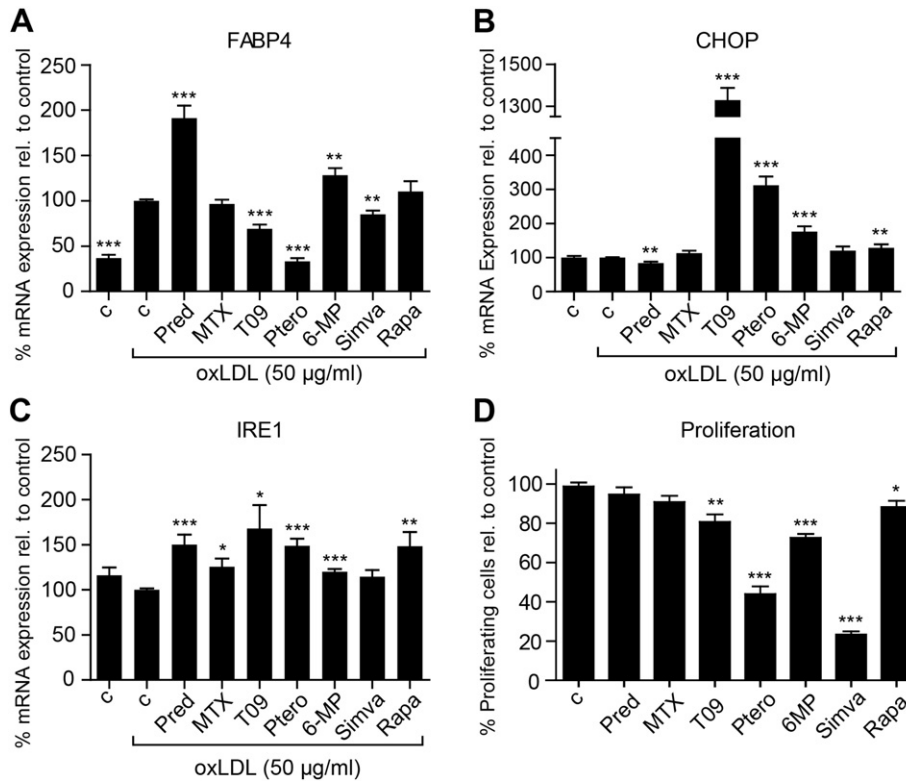 A
FABP4
% mRNA expression rel. to control
250
200
150
100
50
0
***
***
***
***
**
**
c
c
Pred
MTX
T09
Ptero
6-MP
Simva
Rapa
oxLDL (50 µg/ml)
B
CHOP
% mRNA Expression rel. to control
1500
1300
400
300
200
100
0
**
***
***
***
**
c
c
Pred
MTX
T09
Ptero
6-MP
Simva
Rapa
oxLDL (50 µg/ml)
C
IRE1
% mRNA expression rel. to control
250
200
150
100
50
0
***
*
*
***
***
**
c
c
Pred
MTX
T09
Ptero
6-MP
Simva
Rapa
oxLDL (50 µg/ml)
D
Proliferation
% Proliferating cells rel. to control
100
80
60
40
20
0
**
***
***
***
*
c
Pred
MTX
T09
Ptero
6MP
Simva
Rapa